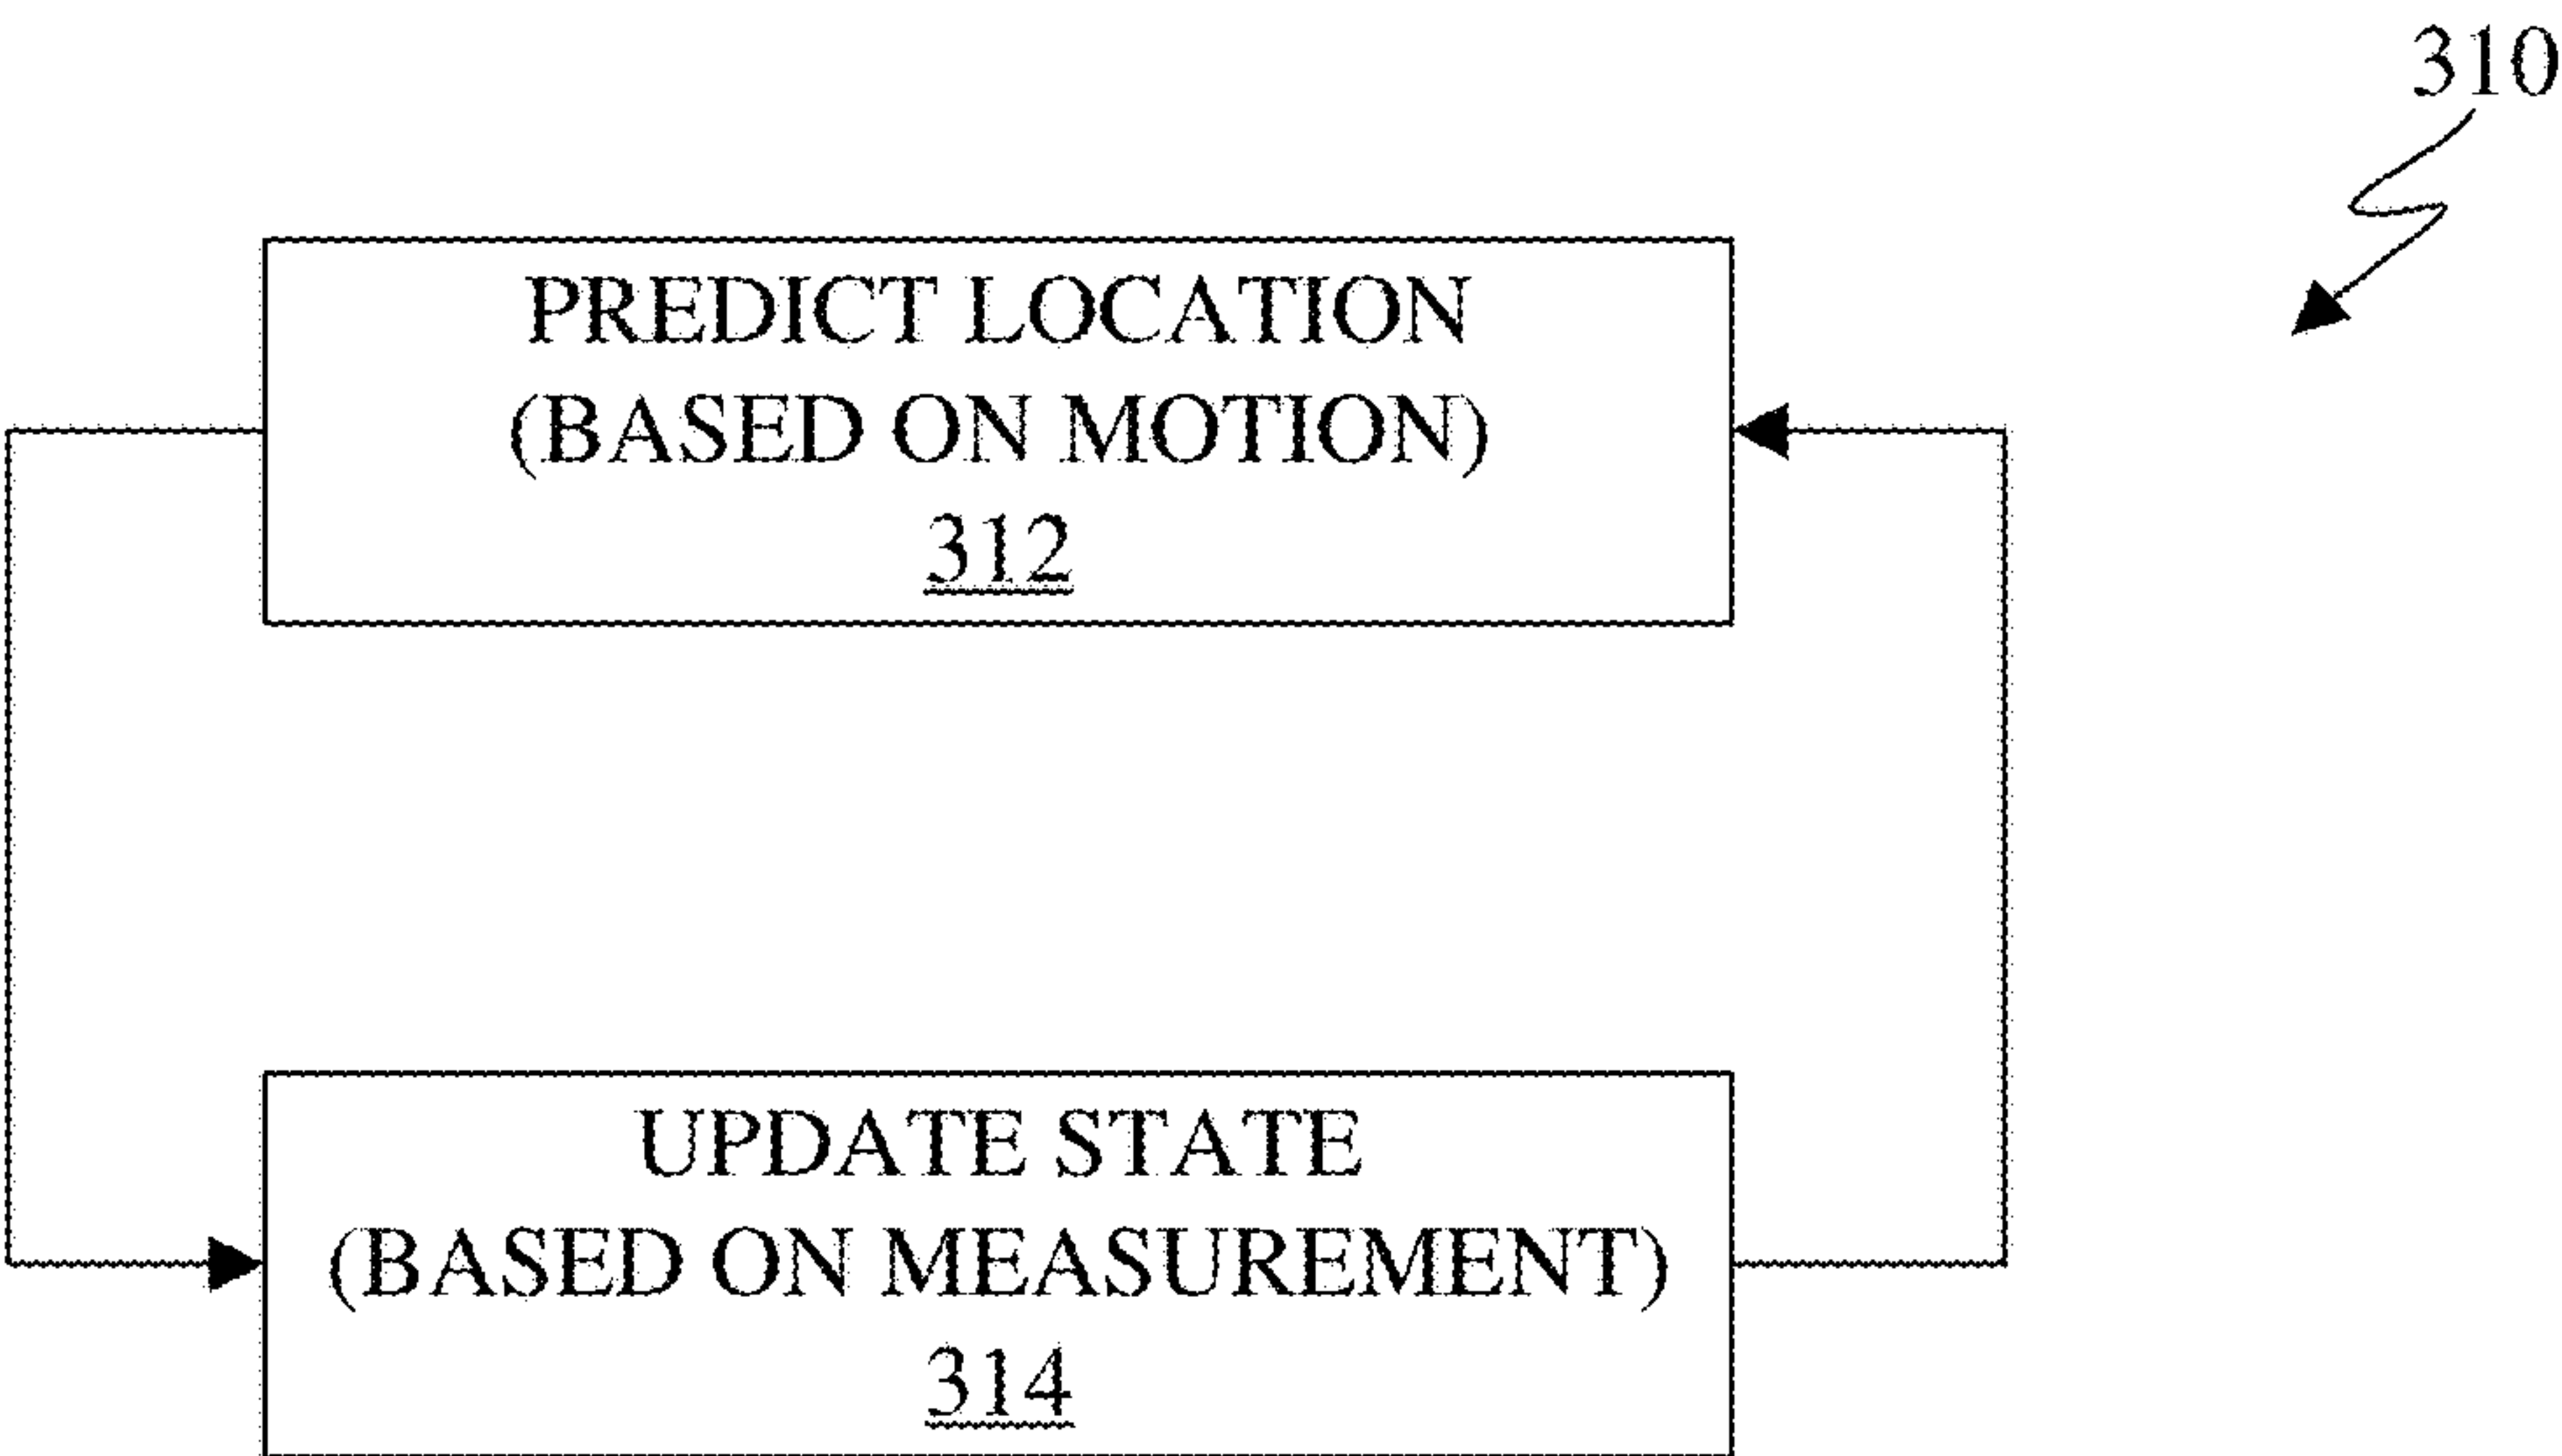 310
PREDICT LOCATION
(BASED ON MOTION)
312
UPDATE STATE
(BASED ON MEASUREMENT)
314